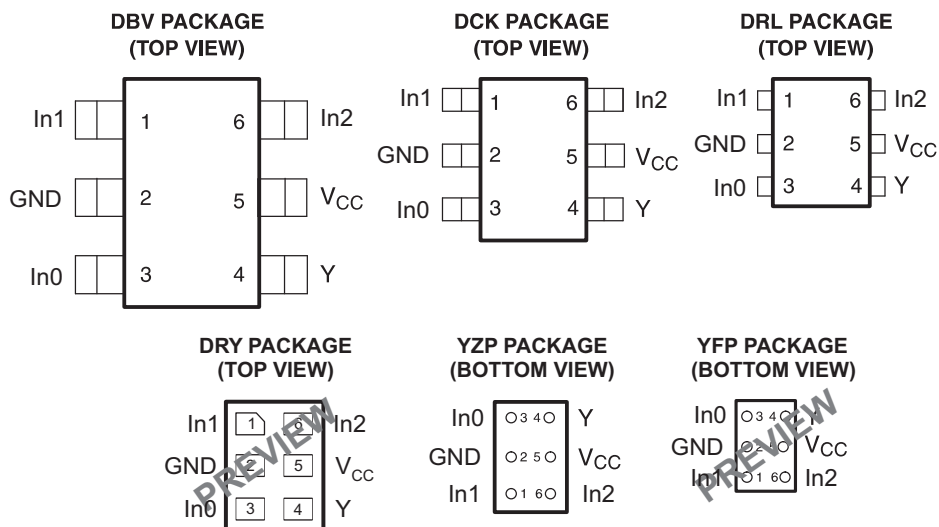 DBV PACKAGE
(TOP VIEW)
In1 1 6 In2
GND 2 5 VCC
In0 3 4 Y
DCK PACKAGE
(TOP VIEW)
In1 1 6 In2
GND 2 5 VCC
In0 3 4 Y
DRL PACKAGE
(TOP VIEW)
In1 1 6 In2
GND 2 5 VCC
In0 3 4 Y
DRY PACKAGE
(TOP VIEW)
In1 1 6 In2
GND 2 5 VCC
In0 3 4 Y
PREVIEW
YZP PACKAGE
(BOTTOM VIEW)
In0 3 4 Y
GND 2 5 VCC
In1 1 6 In2
YFP PACKAGE
(BOTTOM VIEW)
In0 3 4 Y
GND 2 5 VCC
In1 1 6 In2
PREVIEW